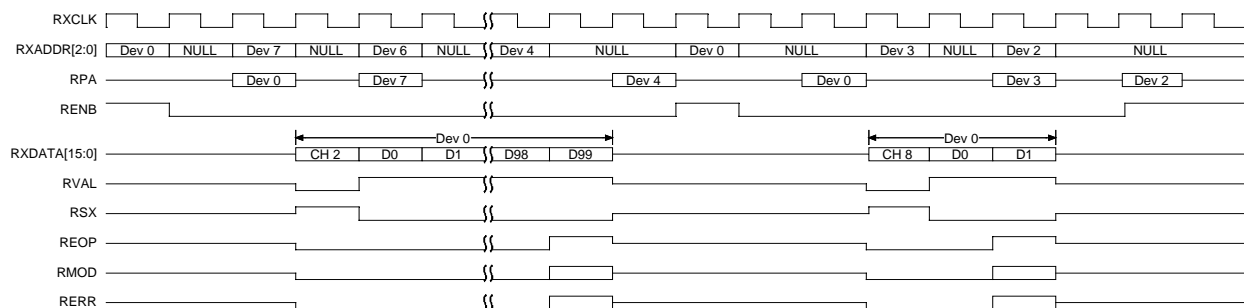 RXCLK
RXADDR[2:0] Dev 0 NULL Dev 7 NULL Dev 6 NULL Dev 4 NULL Dev 0 NULL Dev 3 NULL Dev 2 NULL
RPA Dev 0 Dev 7 Dev 4 Dev 0 Dev 3 Dev 2
RENB
Dev 0 Dev 0
RXDATA[15:0] CH 2 D0 D1 D98 D99 CH 8 D0 D1
RVAL
RSX
REOP
RMOD
RERR